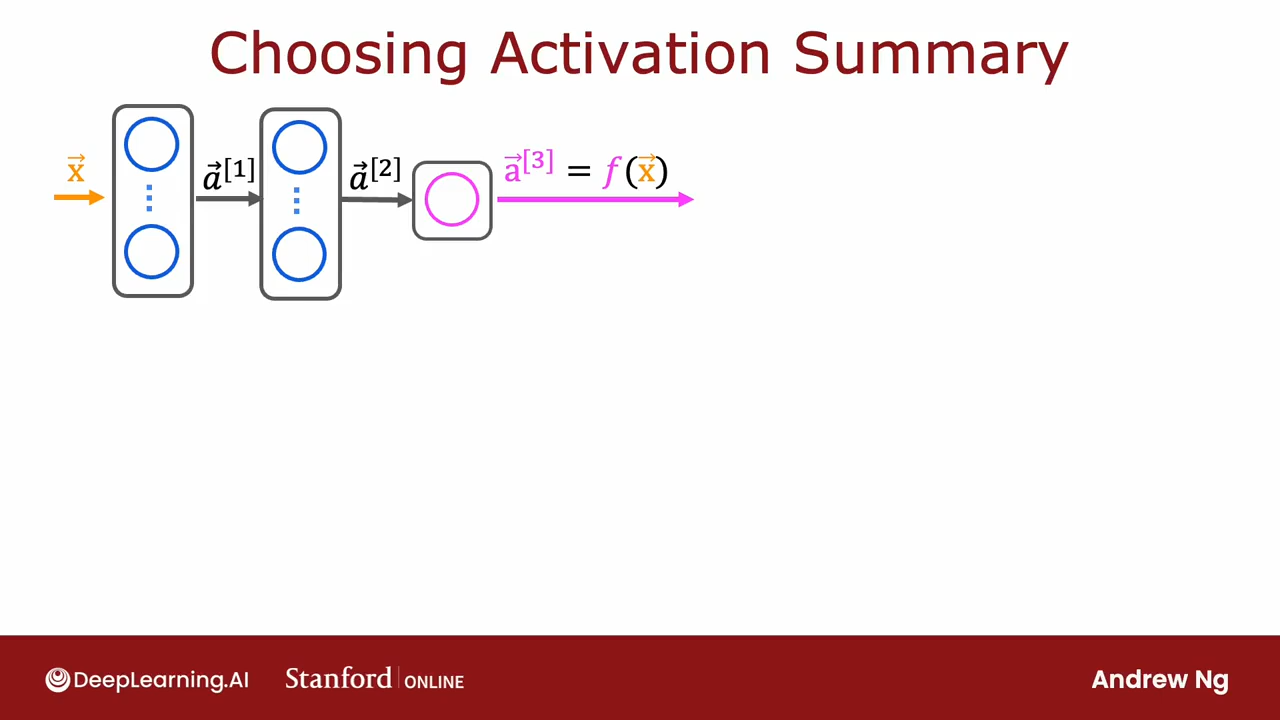 Choosing Activation Summary
x⃗ a⃗^[1] a⃗^[2] a⃗^[3] = f(x⃗)
DeepLearning.AI Stanford | ONLINE Andrew Ng